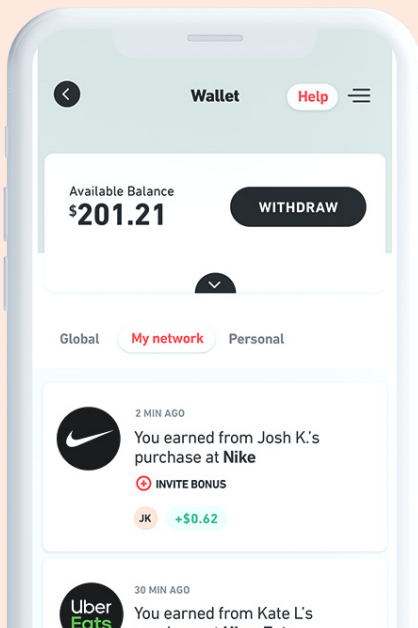 Wallet
Help
Available Balance
$201.21
WITHDRAW
Global
My network
Personal
2 MIN AGO
You earned from Josh K.'s
purchase at Nike
INVITE BONUS
JK
+$0.62
30 MIN AGO
Uber
Eats
You earned from Kate L's